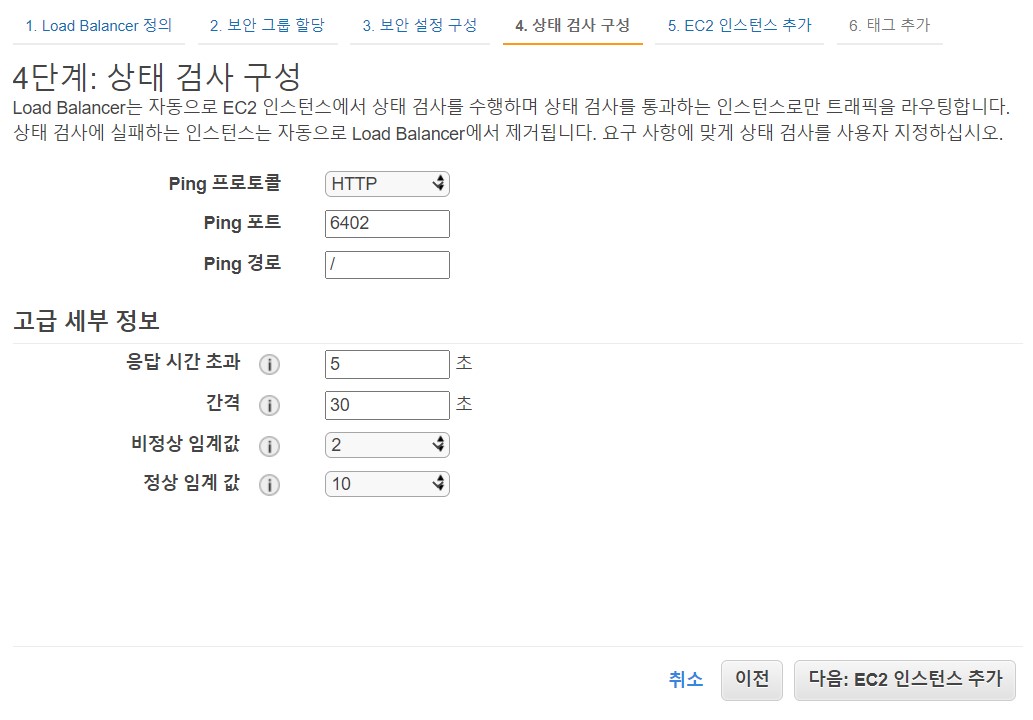 1. Load Balancer 정의 2. 보안 그룹 할당 3. 보안 설정 구성 4. 상태 검사 구성 5. EC2 인스턴스 추가 6. 태그 추가
4단계: 상태 검사 구성
Load Balancer는 자동으로 EC2 인스턴스에서 상태 검사를 수행하며 상태 검사를 통과하는 인스턴스로만 트래픽을 라우팅합니다.
상태 검사에 실패하는 인스턴스는 자동으로 Load Balancer에서 제거됩니다. 요구 사항에 맞게 상태 검사를 사용자 지정하십시오.
Ping 프로토콜 HTTP
Ping 포트 6402
Ping 경로 /
고급 세부 정보
응답 시간 초과 i 5 초
간격 i 30 초
비정상 임계값 i 2
정상 임계 값 i 10
취소 이전 다음: EC2 인스턴스 추가